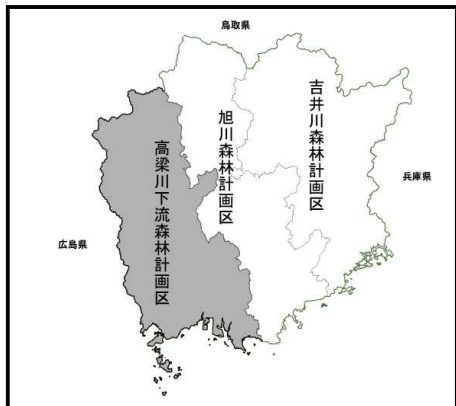 鳥取県
吉井川森林計画区
旭川森林計画区
高梁川下流森林計画区
兵庫県
広島県